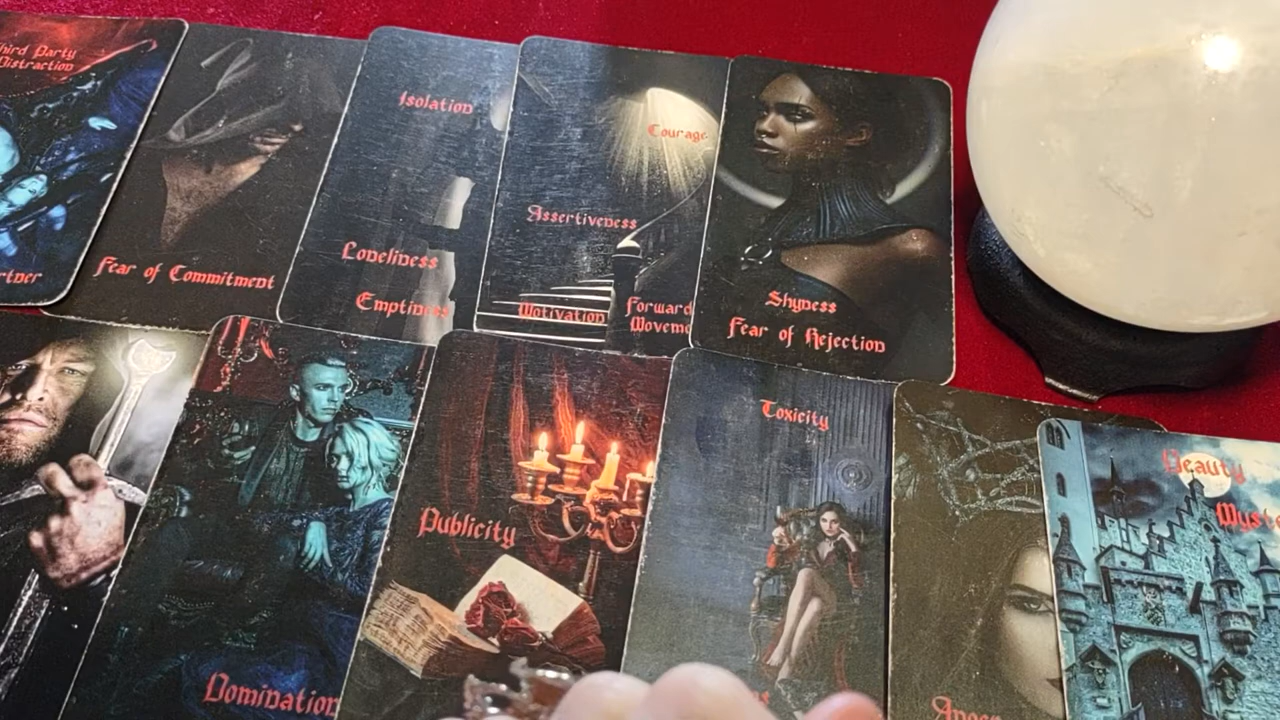 Third Party
Distraction
Fear of Commitment
Isolation
Loneliness
Emptiness
Courage
Assertiveness
Motivation
Forward
Shyness
Fear of Rejection
Domination
Publicity
Toxicity
Beauty